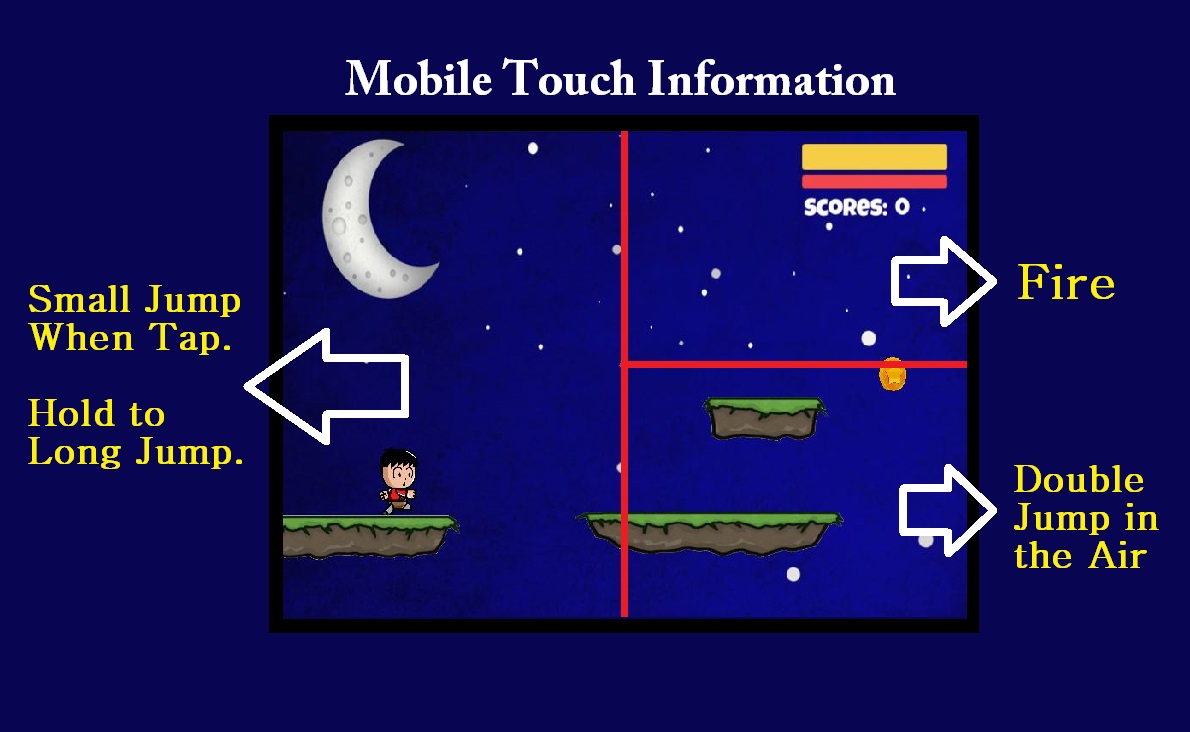 Mobile Touch Information
SCORES: 0
Small Jump
When Tap.
Hold to
Long Jump.
Fire
Double
Jump in
the Air